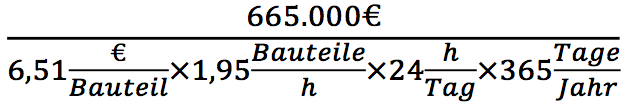 665.000€
6,51 €/Bauteil × 1,95 Bauteile/h × 24 h/Tag × 365 Tage/Jahr